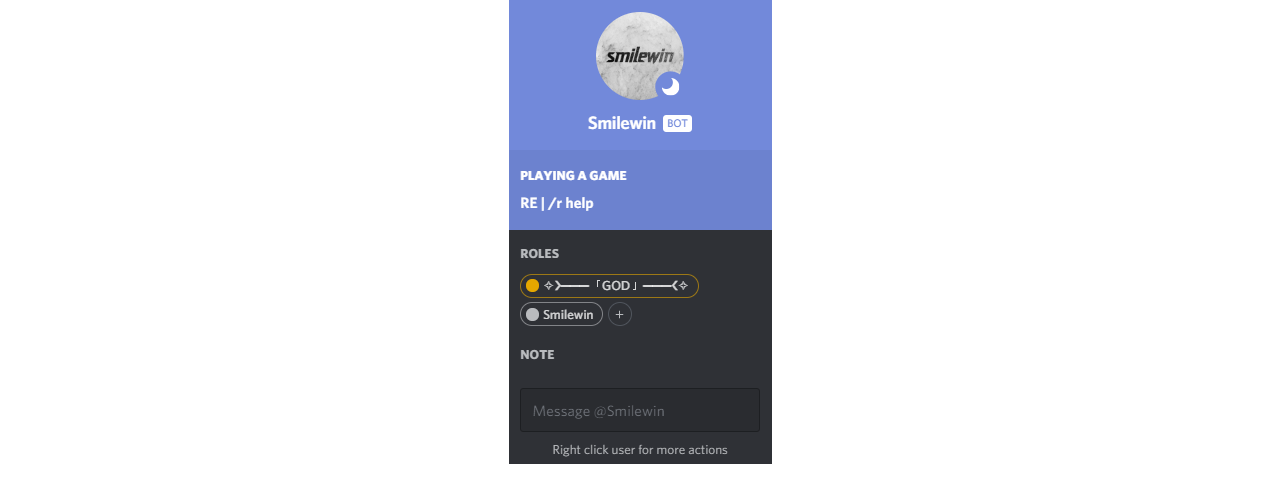 smilewin
Smilewin BOT
PLAYING A GAME
RE | /r help
ROLES
✧❯──── 「GOD」 ────❮✧
Smilewin +
NOTE
Message @Smilewin
Right click user for more actions